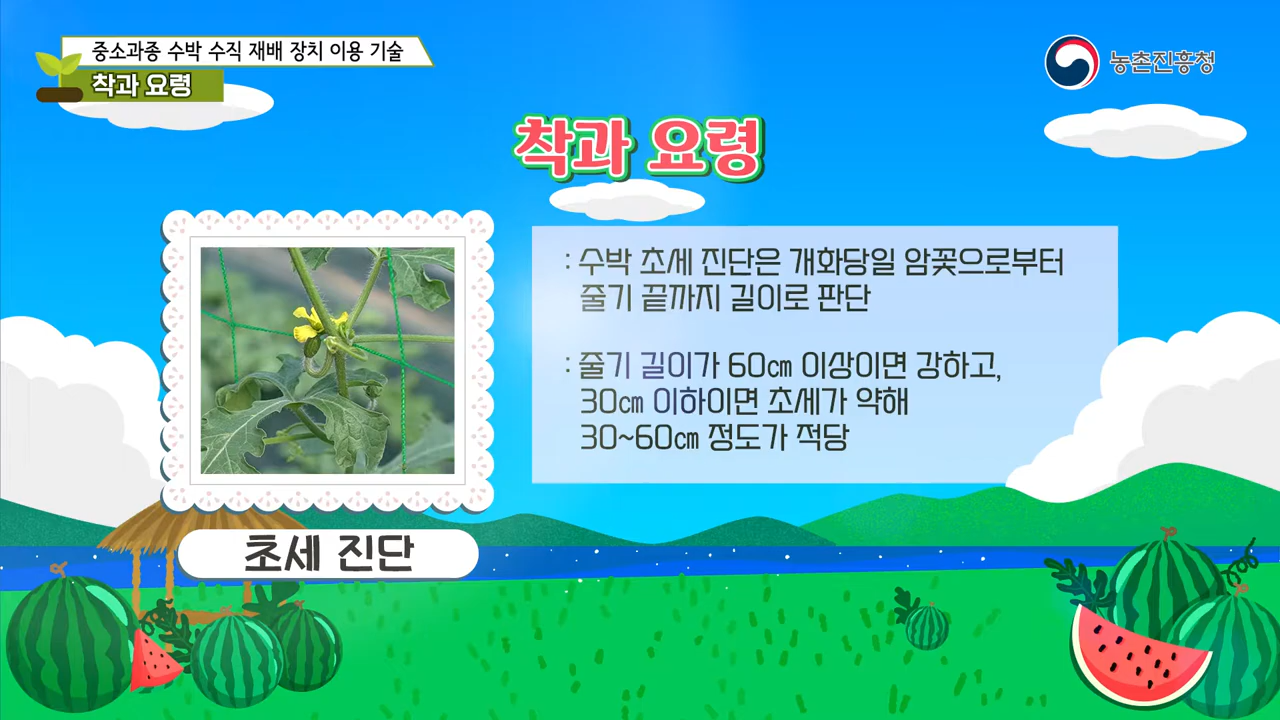 중소과종 수박 수직 재배 장치 이용 기술
착과 요령
농촌진흥청
착과 요령
: 수박 초세 진단은 개화당일 암꽃으로부터
줄기 끝까지 길이로 판단
: 줄기 길이가 60㎝ 이상이면 강하고,
30㎝ 이하이면 초세가 약해
30~60㎝ 정도가 적당
초세 진단